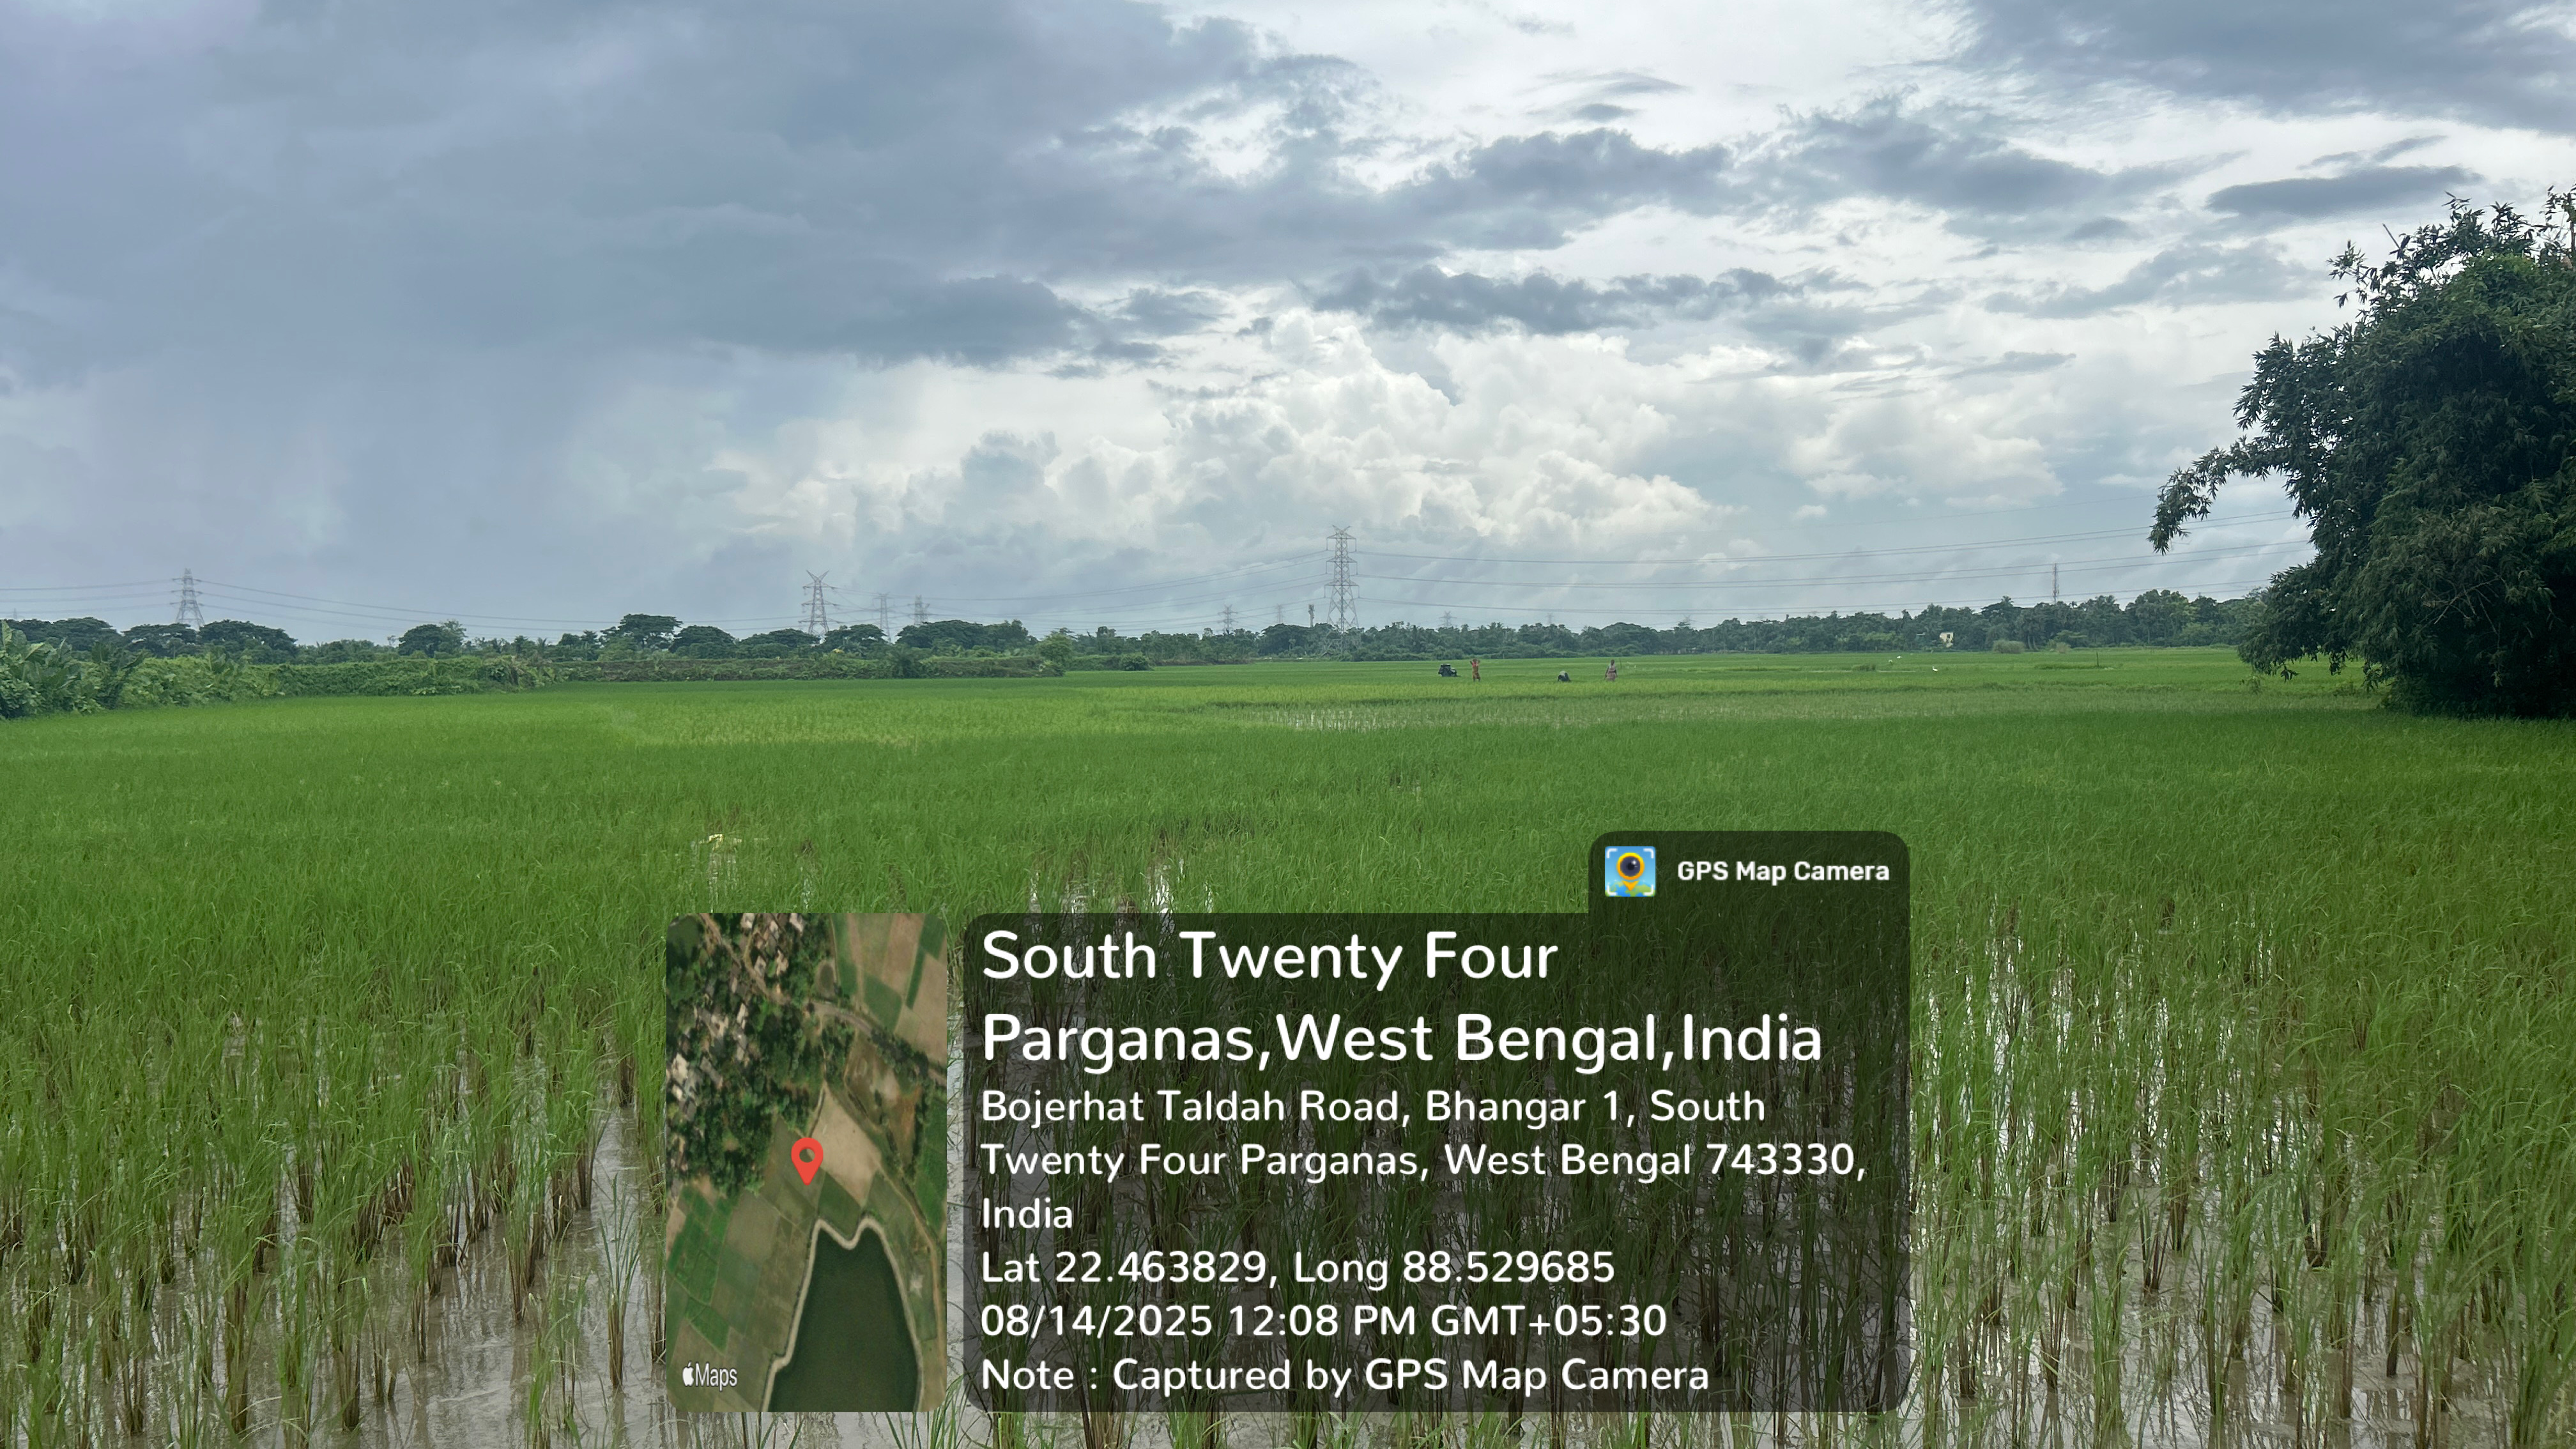 GPS Map Camera
South Twenty Four
Parganas,West Bengal,India
Bojerhat Taldah Road, Bhangar 1, South
Twenty Four Parganas, West Bengal 743330,
India
Lat 22.463829, Long 88.529685
08/14/2025 12:08 PM GMT+05:30
Note : Captured by GPS Map Camera
Maps